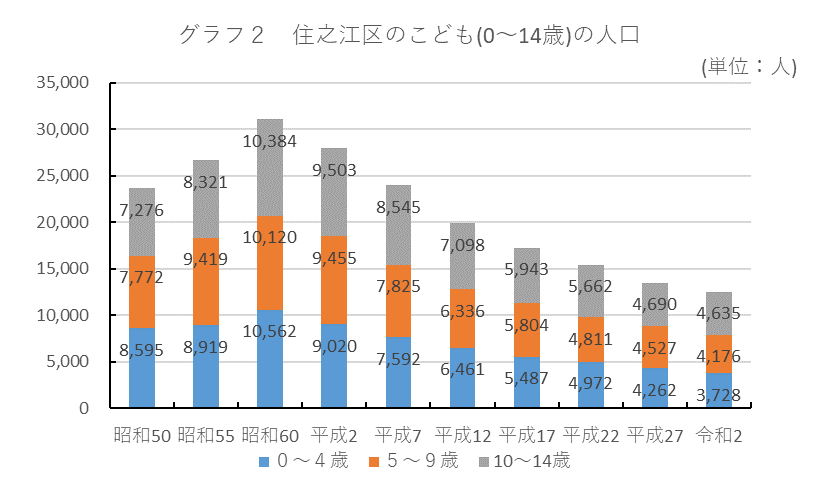 グラフ２　住之江区のこども(0～14歳)の人口
(単位：人)
35,000
30,000
25,000
20,000
15,000
10,000
5,000
0
7,276 8,321 10,384 9,503 8,545 7,098 5,943 5,662 4,690 4,635
7,772 9,419 10,120 9,455 7,825 6,336 5,804 4,811 4,527 4,176
8,595 8,919 10,562 9,020 7,592 6,461 5,487 4,972 4,262 3,728
昭和50 昭和55 昭和60 平成2 平成7 平成12 平成17 平成22 平成27 令和2
０～４歳 ５～９歳 10～14歳